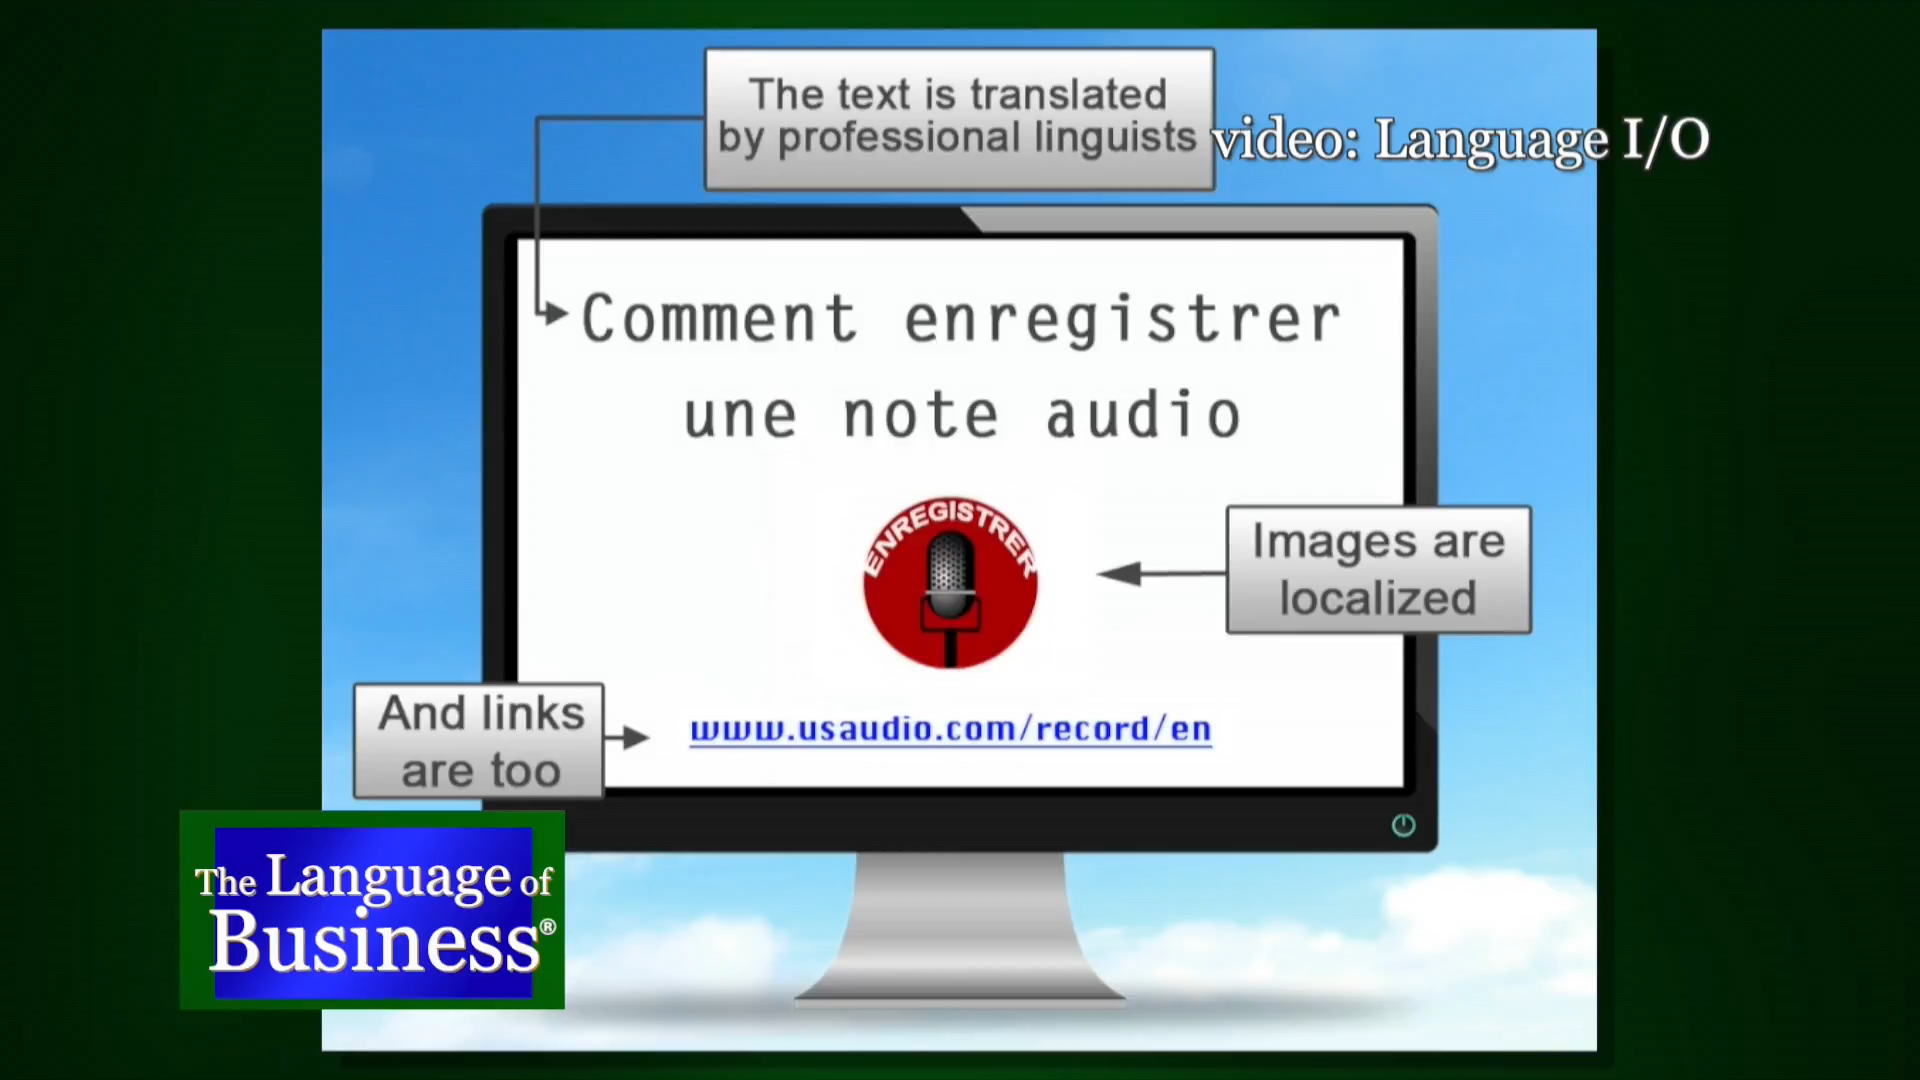 The text is translated
by professional linguists
video: Language I/O
Comment enregistrer
une note audio
ENREGISTRER
Images are
localized
And links
are too
www.usaudio.com/record/en
The Language of
Business®